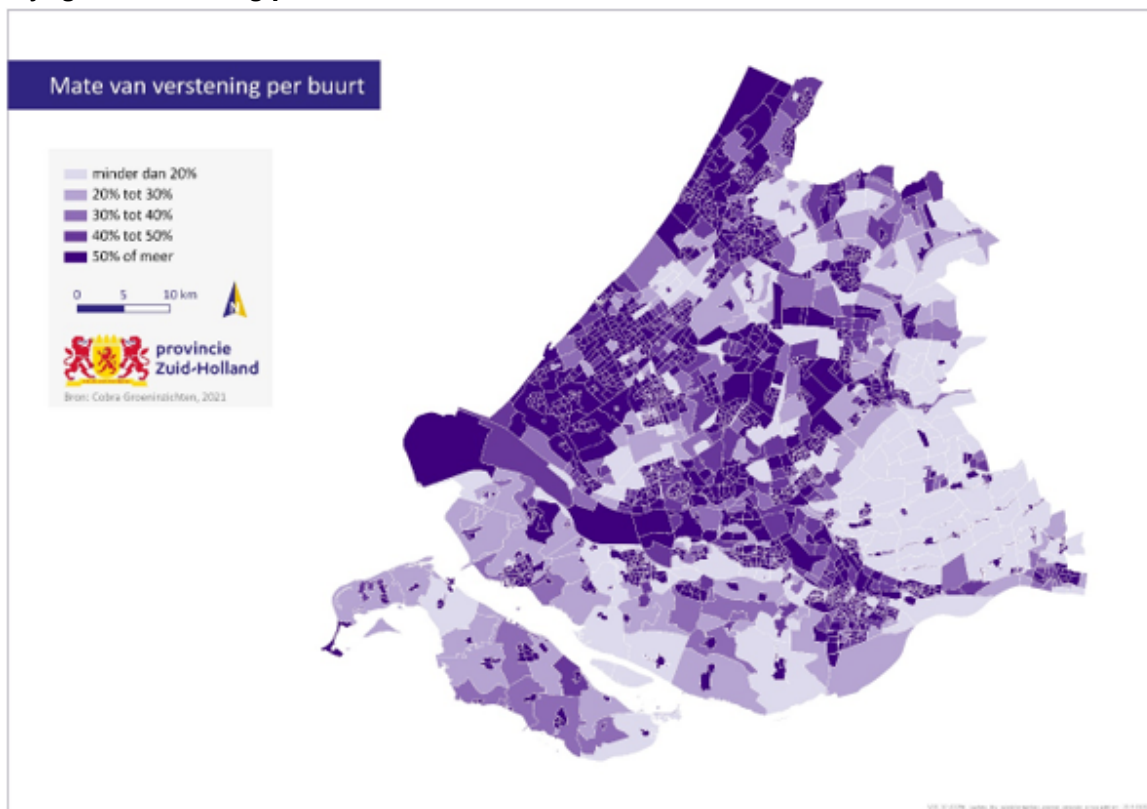 Mate van verstening per buurt
minder dan 20%
20% tot 30%
30% tot 40%
40% tot 50%
50% of meer
0 5 10 km
N
provincie
Zuid-Holland
Bron: Cobra Groeninzichten, 2021